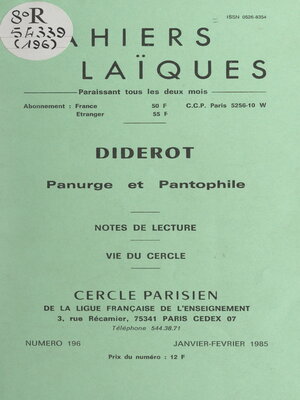 ISSN 0526-8354
8º R
54339
(196)
CAHIERS
LAÏQUES
Paraissant tous les deux mois
Abonnement : France 50 F C.C.P. Paris 5256-10 W
Etranger 55 F
DIDEROT
Panurge et Pantophile
NOTES DE LECTURE
VIE DU CERCLE
CERCLE PARISIEN
DE LA LIGUE FRANÇAISE DE L'ENSEIGNEMENT
3, rue Récamier, 75341 PARIS CEDEX 07
Téléphone 544.38.71
NUMERO 196 JANVIER-FEVRIER 1985
Prix du numéro : 12 F